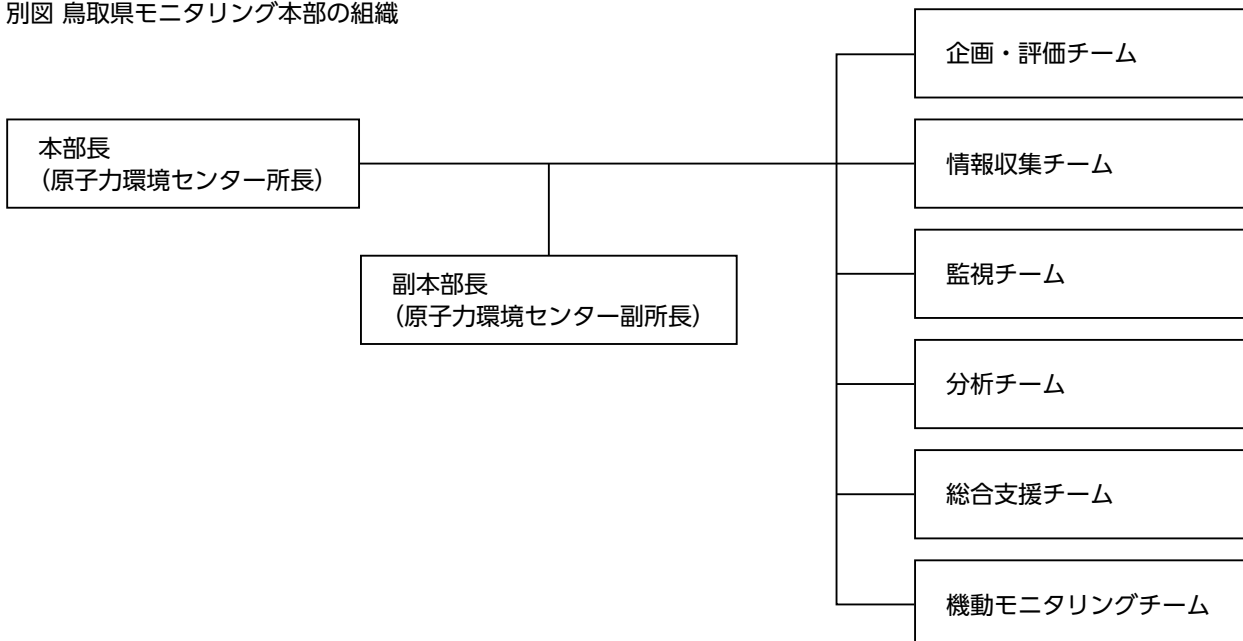 別図 鳥取県モニタリング本部の組織
本部長
（原子力環境センター所長）
副本部長
（原子力環境センター副所長）
企画・評価チーム
情報収集チーム
監視チーム
分析チーム
総合支援チーム
機動モニタリングチーム